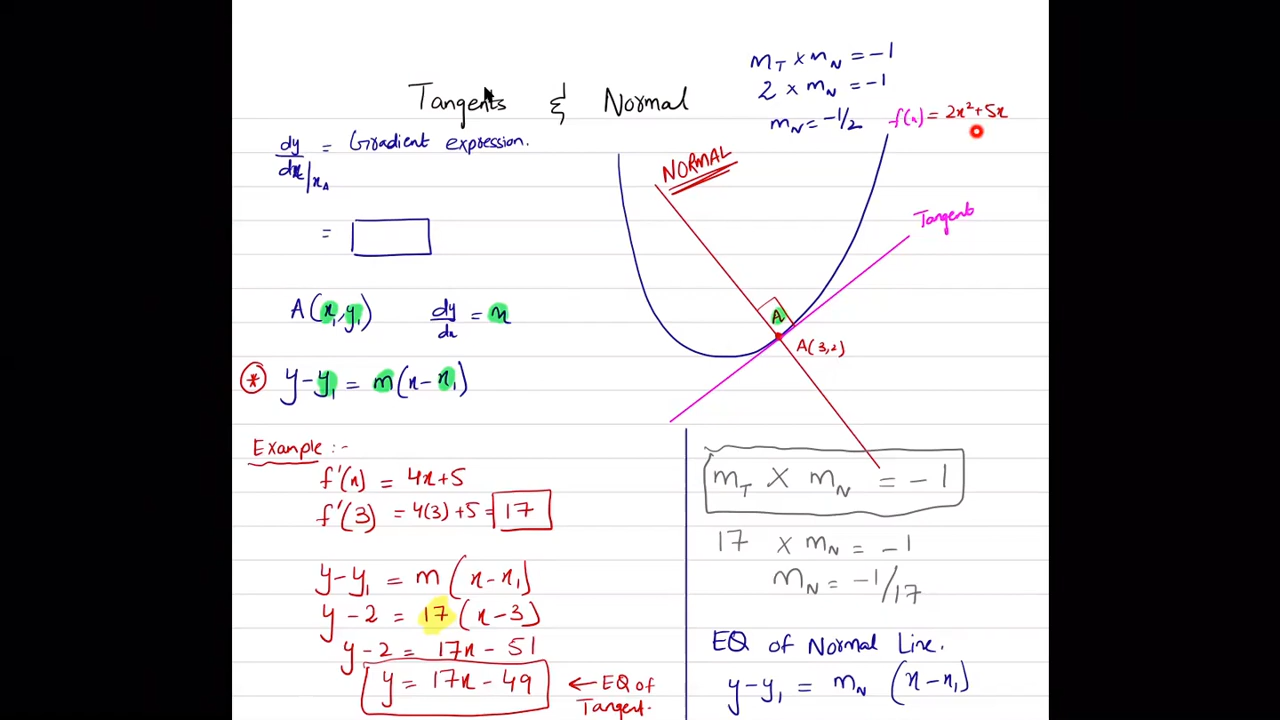 Tangents & Normal
m_T × m_N = -1
2 × m_N = -1
m_N = -1/2
f(x) = 2x² + 5x
dy/dx |x_A = Gradient expression.
=
NORMAL
Tangent
A
A(3,2)
A(x₁,y₁) dy/dx = m
* y-y₁ = m(x-x₁)
Example :-
f'(x) = 4x+5
f'(3) = 4(3)+5 = 17
y-y₁ = m(x-x₁)
y-2 = 17(x-3)
y-2 = 17x-51
y = 17x-49 ← EQ of
Tangent.
m_T × m_N = -1
17 × m_N = -1
m_N = -1/17
EQ of Normal Line.
y-y₁ = m_N (x-x₁)